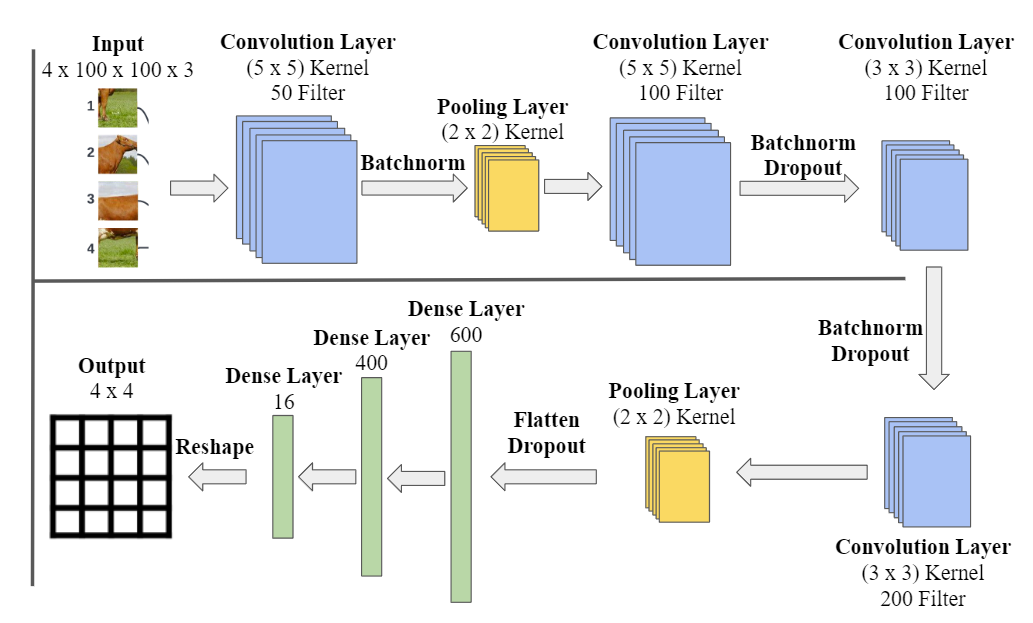 Input
4 x 100 x 100 x 3
1
2
3
4
Convolution Layer
(5 x 5) Kernel
50 Filter
Batchnorm
Pooling Layer
(2 x 2) Kernel
Convolution Layer
(5 x 5) Kernel
100 Filter
Batchnorm
Dropout
Convolution Layer
(3 x 3) Kernel
100 Filter
Batchnorm
Dropout
Convolution Layer
(3 x 3) Kernel
200 Filter
Pooling Layer
(2 x 2) Kernel
Flatten
Dropout
Dense Layer
600
Dense Layer
400
Dense Layer
16
Reshape
Output
4 x 4